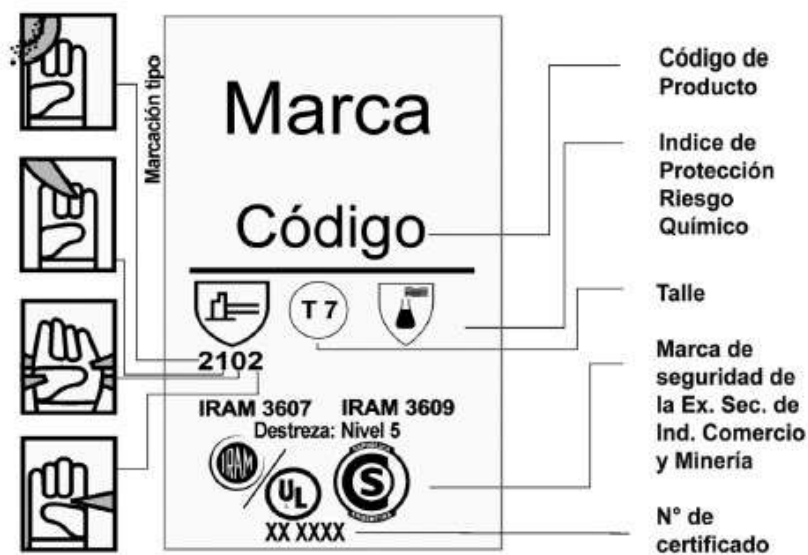 Marcación tipo
Marca
Código
T 7
2102
IRAM 3607 IRAM 3609
Destreza: Nivel 5
IRAM
UL
REPUBLICA
S
ARGENTINA
XX XXXX
Código de
Producto
Indice de
Protección
Riesgo
Químico
Talle
Marca de
seguridad de
la Ex. Sec. de
Ind. Comercio
y Minería
N° de
certificado